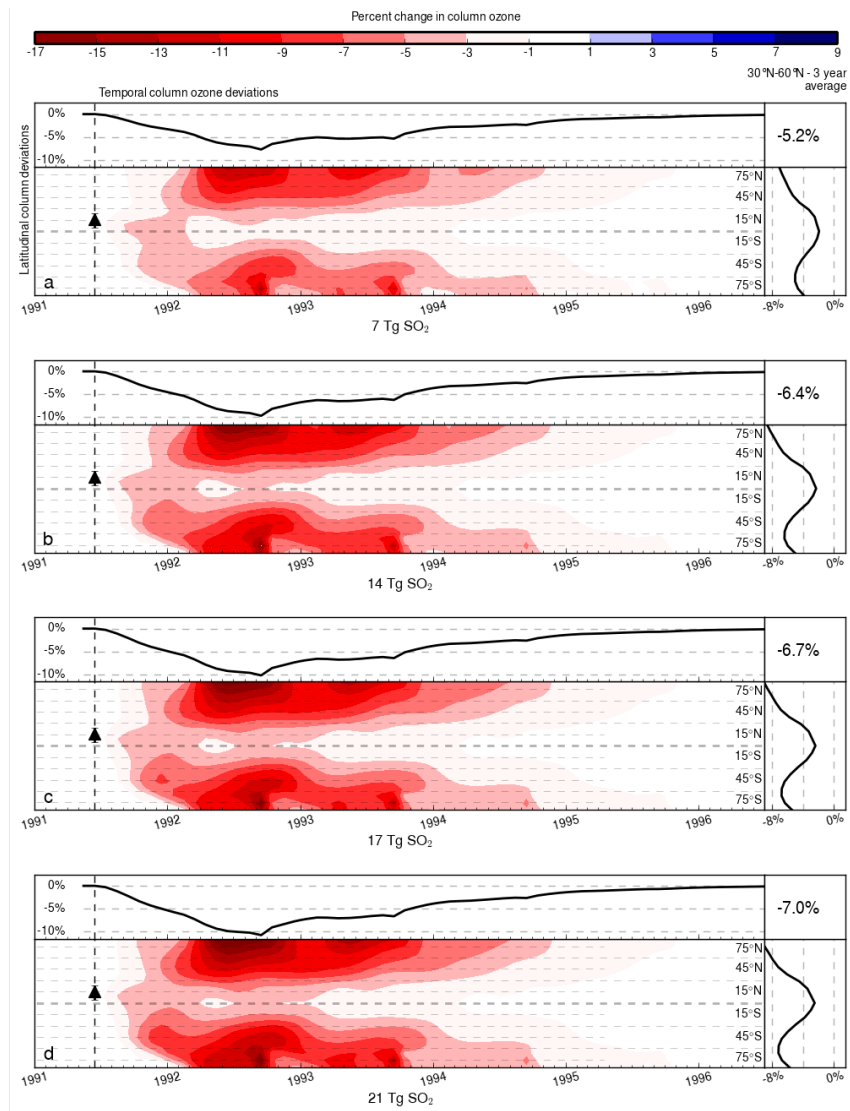 Percent change in column ozone
-17 -15 -13 -11 -9 -7 -5 -3 -1 1 3 5 7 9
30°N-60°N - 3 year
average
Temporal column ozone deviations
Latitudinal column deviations
0%
-5%
-10%
-5.2%
75°N
45°N
15°N
15°S
45°S
75°S
a
1991 1992 1993 1994 1995 1996 -8% 0%
7 Tg SO₂
0%
-5%
-10%
-6.4%
75°N
45°N
15°N
15°S
45°S
75°S
b
1991 1992 1993 1994 1995 1996 -8% 0%
14 Tg SO₂
0%
-5%
-10%
-6.7%
75°N
45°N
15°N
15°S
45°S
75°S
c
1991 1992 1993 1994 1995 1996 -8% 0%
17 Tg SO₂
0%
-5%
-10%
-7.0%
75°N
45°N
15°N
15°S
45°S
75°S
d
1991 1992 1993 1994 1995 1996 -8% 0%
21 Tg SO₂